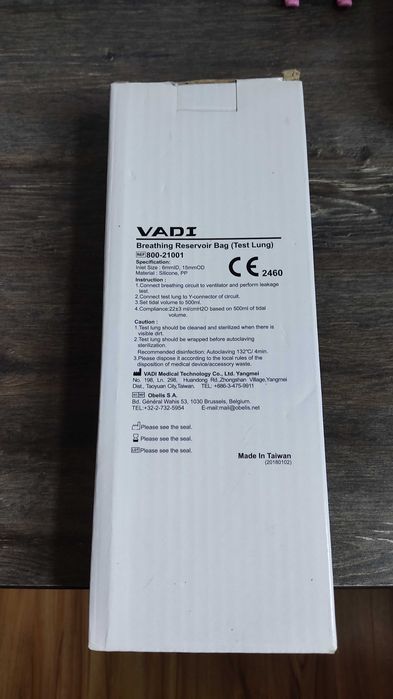 VADI
Breathing Reservoir Bag (Test Lung)
REF 800-21001
Specification:
Inlet Size : 6mmID, 15mmOD
Material : Silicone, PP
CE 2460
Instruction :
1.Connect breathing circuit to ventilator and perform leakage
test.
2.Connect test lung to Y-connector of circuit.
3.Set tidal volume to 500ml.
4.Compliance:22±3 ml/cmH2O based on 500ml of tidal
volume.
Caution :
1.Test lung should be cleaned and sterilized when there is
visible dirt.
2.Test lung should be wrapped before autoclaving
sterilization.
Recommended disinfection: Autoclaving 132°C/ 4min.
3.Please dispose it according to the local rules of the
disposition of medical device/accessory waste.
VADI Medical Technology Co., Ltd. Yangmei
No. 198, Ln. 298, Huandong Rd.,Zhongshan Village,Yangmei
Dist., Taoyuan City,Taiwan. TEL: +886-3-475-9911
EC REP Obelis S A.
Bd. Général Wahis 53, 1030 Brussels, Belgium.
TEL:+32-2-732-5954 E-mail:mail@obelis.net
Please see the seal.
Please see the seal.
LOT Please see the seal.
Made In Taiwan
(20180102)